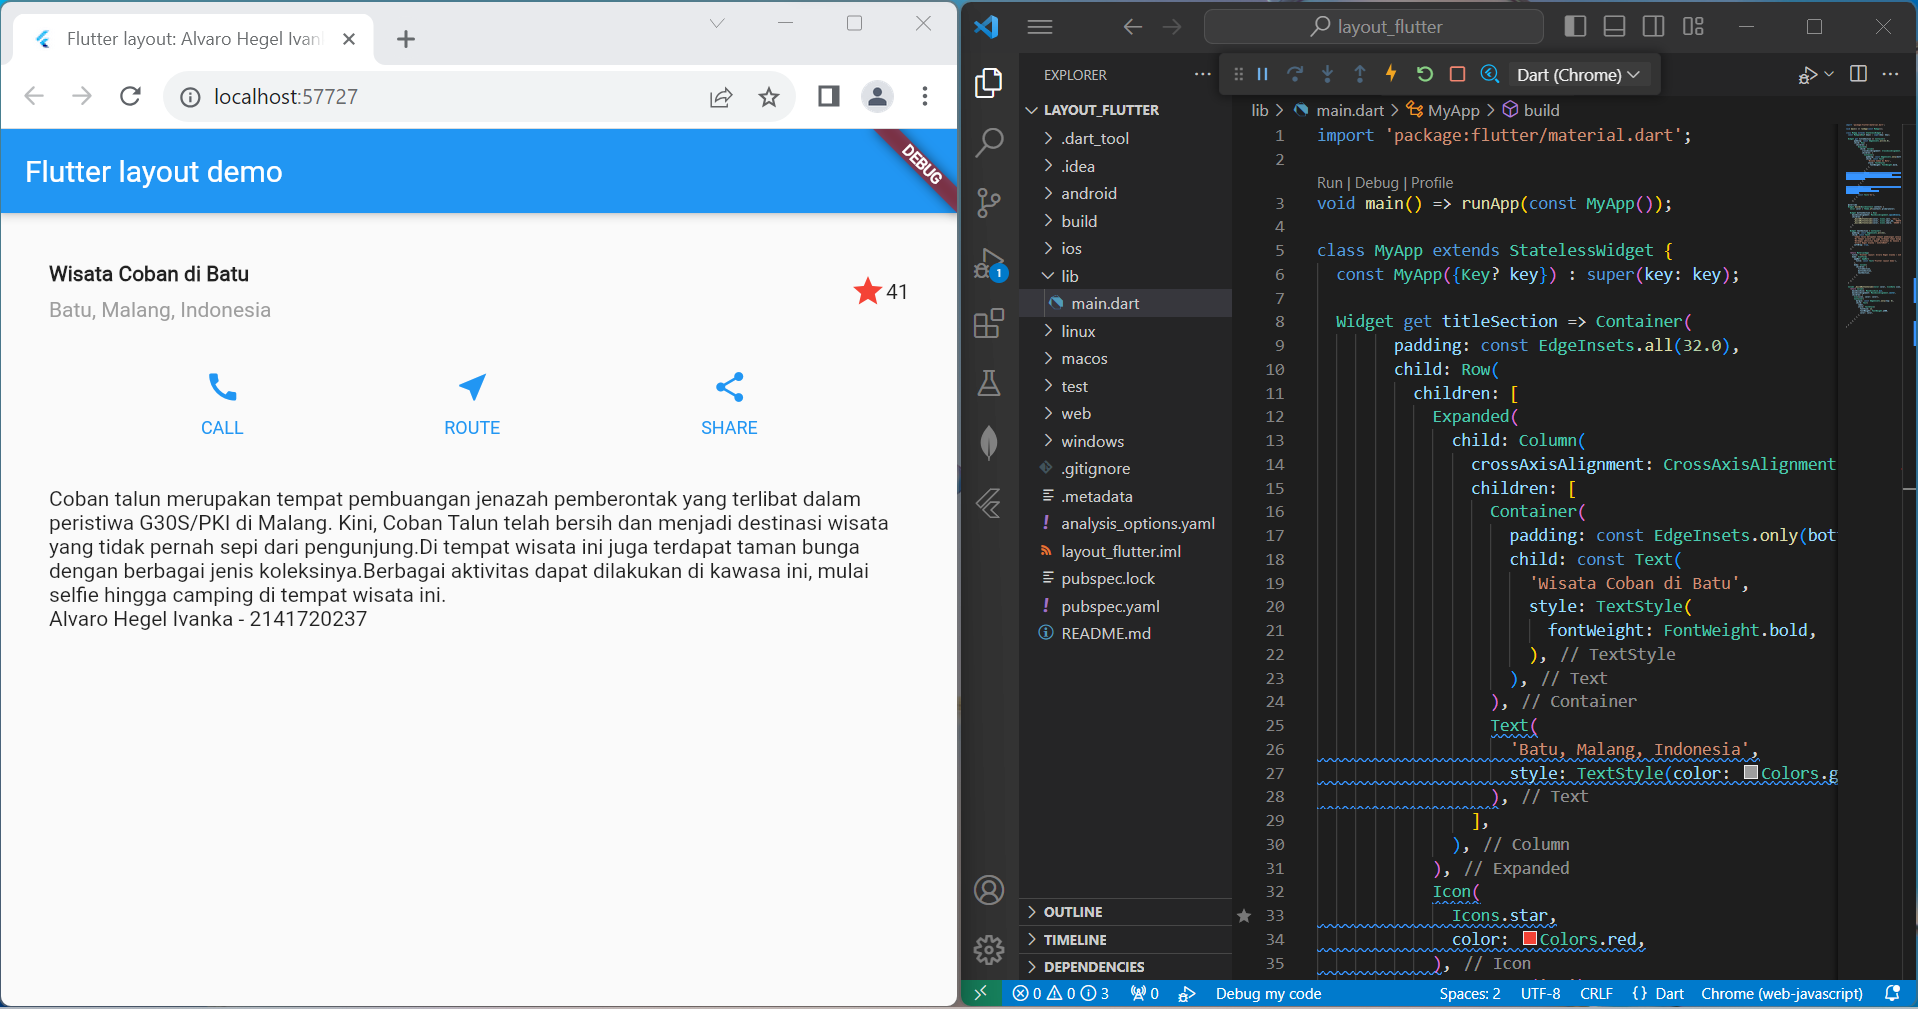 Flutter layout: Alvaro Hegel Ivan
localhost:57727
Flutter layout demo
DEBUG
Wisata Coban di Batu
Batu, Malang, Indonesia
41
CALL
ROUTE
SHARE
Coban talun merupakan tempat pembuangan jenazah pemberontak yang terlibat dalam
peristiwa G30S/PKI di Malang. Kini, Coban Talun telah bersih dan menjadi destinasi wisata
yang tidak pernah sepi dari pengunjung.Di tempat wisata ini juga terdapat taman bunga
dengan berbagai jenis koleksinya.Berbagai aktivitas dapat dilakukan di kawasa ini, mulai
selfie hingga camping di tempat wisata ini.
Alvaro Hegel Ivanka - 2141720237
layout_flutter
EXPLORER
Dart (Chrome)
LAYOUT_FLUTTER
.dart_tool
.idea
android
build
ios
lib
main.dart
linux
macos
test
web
windows
.gitignore
.metadata
! analysis_options.yaml
layout_flutter.iml
pubspec.lock
! pubspec.yaml
README.md
OUTLINE
TIMELINE
DEPENDENCIES
1
lib > main.dart > MyApp > build
1 import 'package:flutter/material.dart';
2
Run | Debug | Profile
3 void main() => runApp(const MyApp());
4
5 class MyApp extends StatelessWidget {
6 const MyApp({Key? key}) : super(key: key);
7
8 Widget get titleSection => Container(
9 padding: const EdgeInsets.all(32.0),
10 child: Row(
11 children: [
12 Expanded(
13 child: Column(
14 crossAxisAlignment: CrossAxisAlignment
15 children: [
16 Container(
17 padding: const EdgeInsets.only(bot
18 child: const Text(
19 'Wisata Coban di Batu',
20 style: TextStyle(
21 fontWeight: FontWeight.bold,
22 ), // TextStyle
23 ), // Text
24 ), // Container
25 Text(
26 'Batu, Malang, Indonesia',
27 style: TextStyle(color: Colors.g
28 ), // Text
29 ],
30 ), // Column
31 ), // Expanded
32 Icon(
33 Icons.star,
34 color: Colors.red,
35 ), // Icon
0 0 3 0 Debug my code Spaces: 2 UTF-8 CRLF {} Dart Chrome (web-javascript)